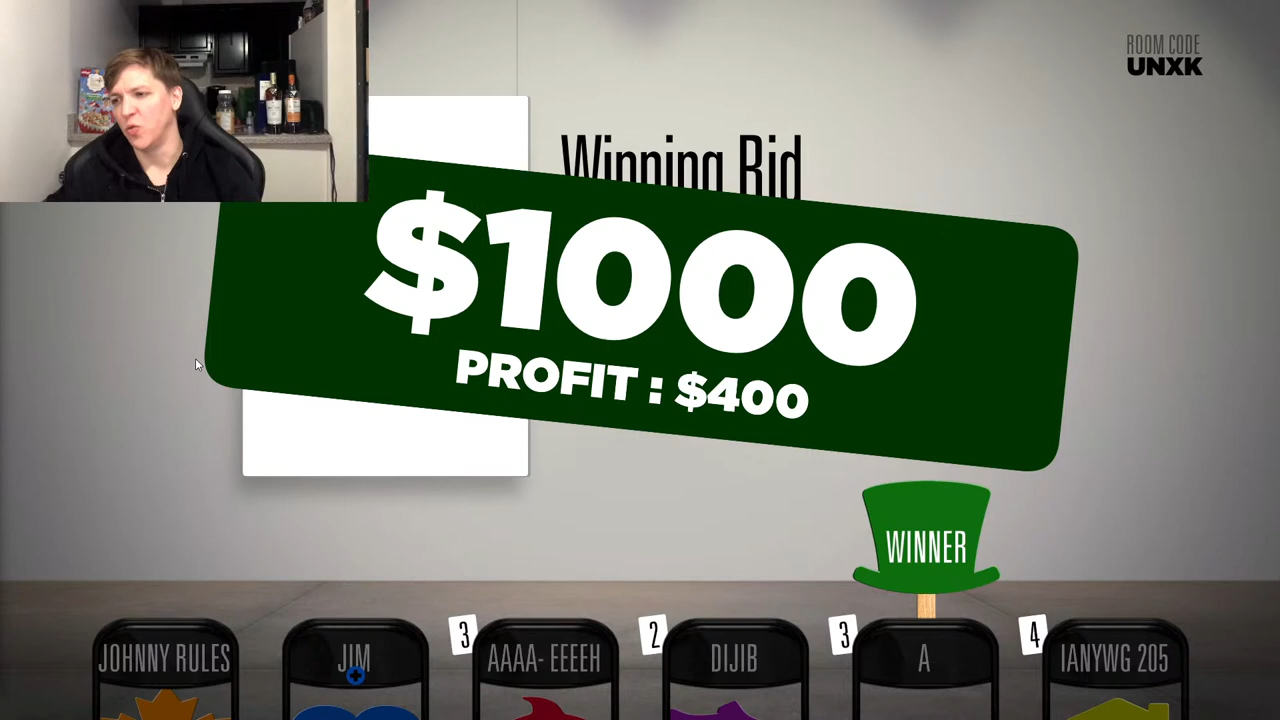 ROOM CODE
UNXK
Winning Bid
$1000
PROFIT : $400
WINNER
JOHNNY RULES
JIM
3
AAAA- EEEEH
2
DIJIB
3
A
4
IANYWG 205